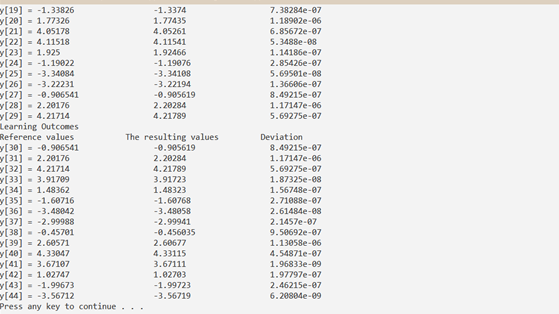 y[19] = -1.33826 -1.3374 7.38284e-07
y[20] = 1.77326 1.77435 1.18902e-06
y[21] = 4.05178 4.05261 6.85672e-07
y[22] = 4.11518 4.11541 5.3488e-08
y[23] = 1.925 1.92466 1.14186e-07
y[24] = -1.19022 -1.19076 2.85426e-07
y[25] = -3.34084 -3.34108 5.69501e-08
y[26] = -3.22231 -3.22194 1.36606e-07
y[27] = -0.906541 -0.905619 8.49215e-07
y[28] = 2.20176 2.20284 1.17147e-06
y[29] = 4.21714 4.21789 5.69275e-07
Learning Outcomes
Reference values The resulting values Deviation
y[30] = -0.906541 -0.905619 8.49215e-07
y[31] = 2.20176 2.20284 1.17147e-06
y[32] = 4.21714 4.21789 5.69275e-07
y[33] = 3.91709 3.91723 1.87325e-08
y[34] = 1.48362 1.48323 1.56748e-07
y[35] = -1.60716 -1.60768 2.71088e-07
y[36] = -3.48042 -3.48058 2.61484e-08
y[37] = -2.99988 -2.99941 2.1457e-07
y[38] = -0.45701 -0.456035 9.50692e-07
y[39] = 2.60571 2.60677 1.13058e-06
y[40] = 4.33047 4.33115 4.54871e-07
y[41] = 3.67107 3.67111 1.96833e-09
y[42] = 1.02747 1.02703 1.97797e-07
y[43] = -1.99673 -1.99723 2.46215e-07
y[44] = -3.56712 -3.56719 6.20804e-09
Press any key to continue . . .